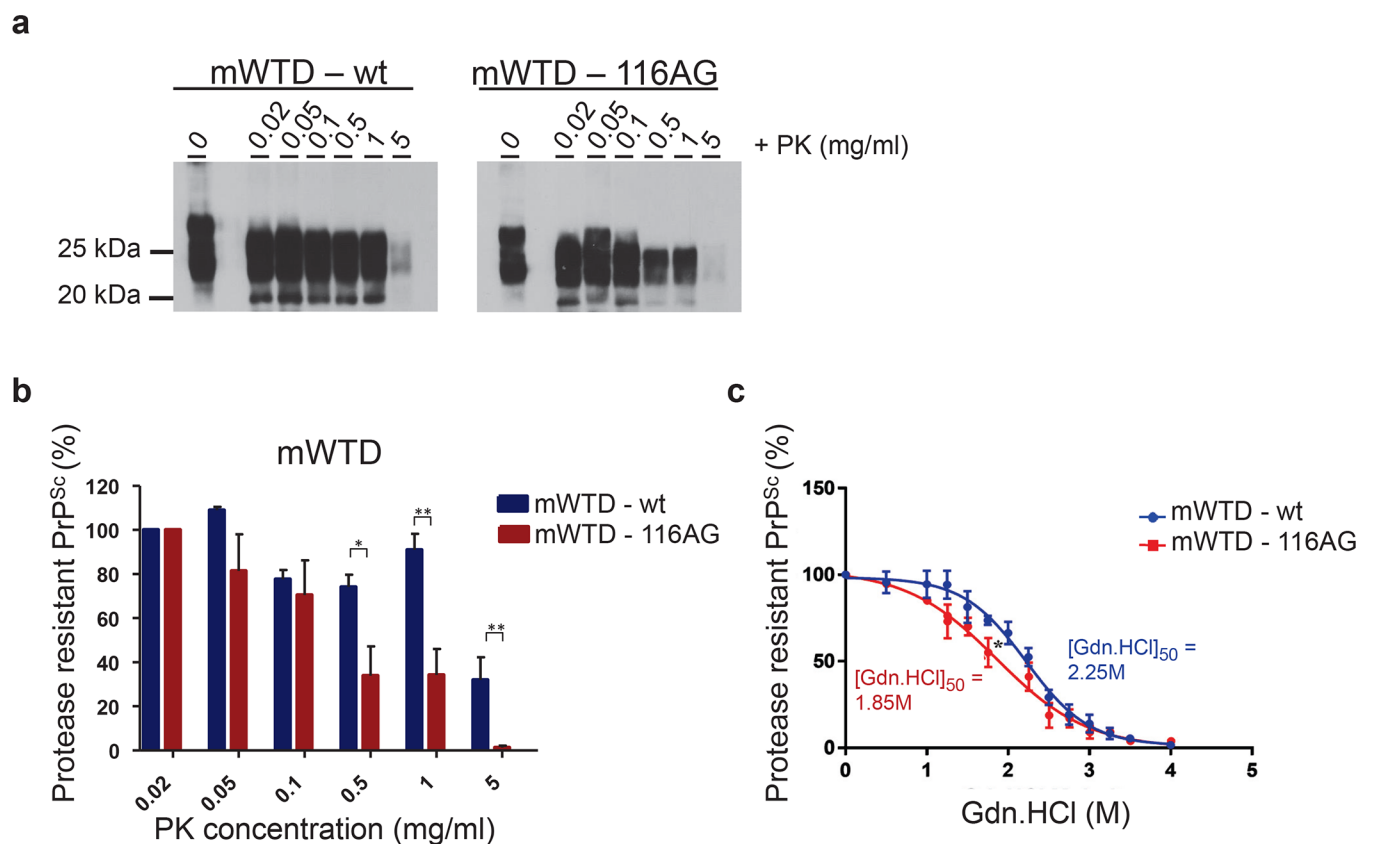 a
mWTD – wt
mWTD – 116AG
0 0.02 0.05 0.1 0.5 1 5
0 0.02 0.05 0.1 0.5 1 5
+ PK (mg/ml)
25 kDa
20 kDa
b
mWTD
Protease resistant PrPSc (%)
120
100
80
60
40
20
0
mWTD - wt
mWTD - 116AG
* ** **
0.02 0.05 0.1 0.5 1 5
PK concentration (mg/ml)
c
Protease resistant PrPSc (%)
150
100
50
0
mWTD - wt
mWTD - 116AG
*
[Gdn.HCl]50 =
2.25M
[Gdn.HCl]50 =
1.85M
0 1 2 3 4 5
Gdn.HCl (M)